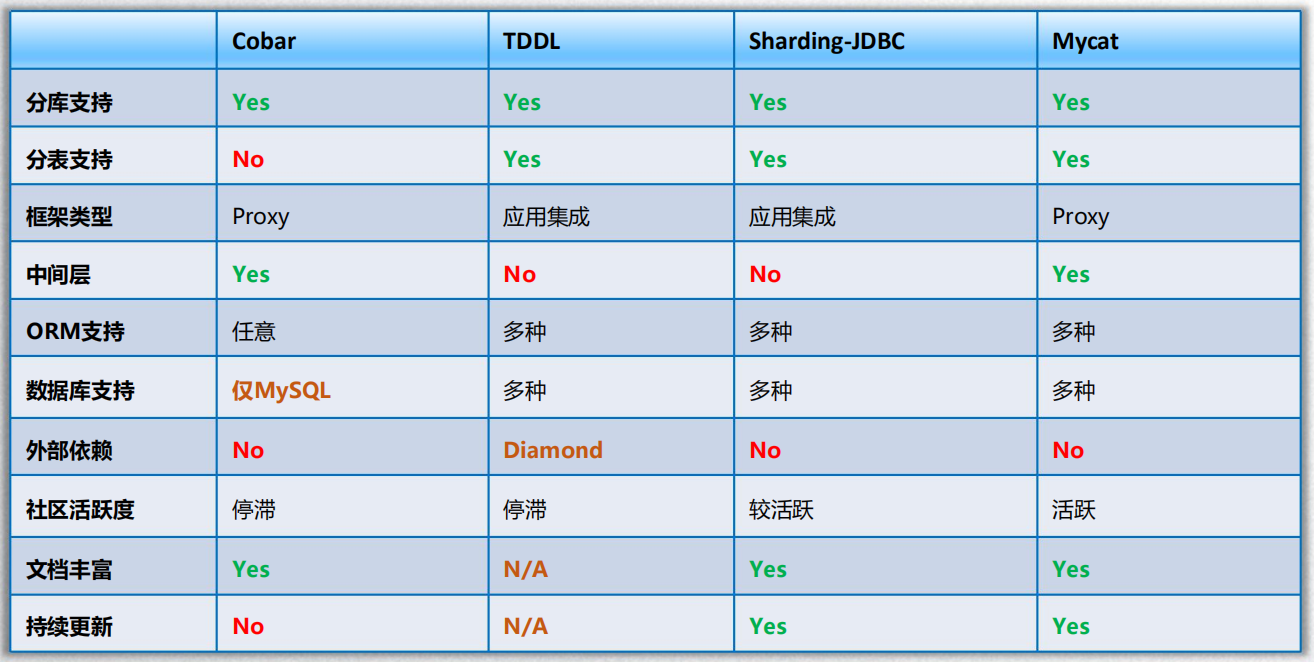 Cobar TDDL Sharding-JDBC Mycat
分库支持 Yes Yes Yes Yes
分表支持 No Yes Yes Yes
框架类型 Proxy 应用集成 应用集成 Proxy
中间层 Yes No No Yes
ORM支持 任意 多种 多种 多种
数据库支持 仅MySQL 多种 多种 多种
外部依赖 No Diamond No No
社区活跃度 停滞 停滞 较活跃 活跃
文档丰富 Yes N/A Yes Yes
持续更新 No N/A Yes Yes